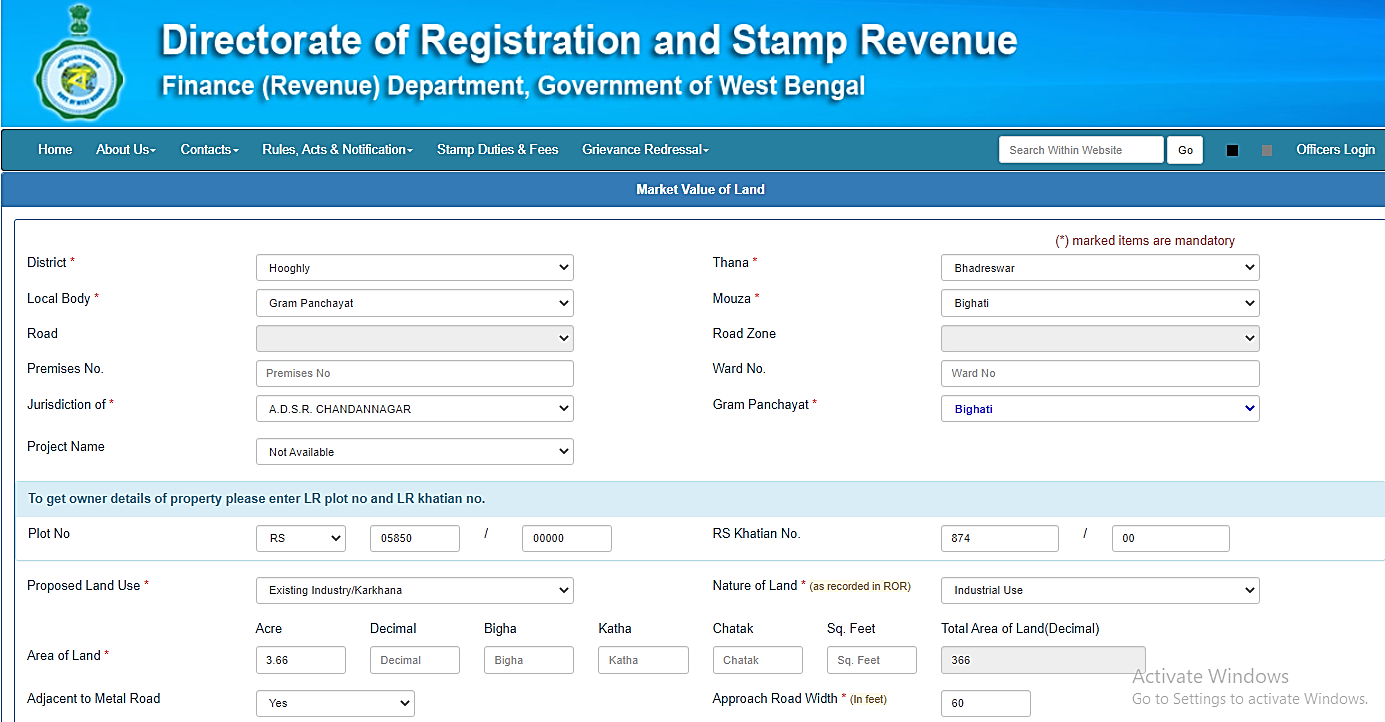 Directorate of Registration and Stamp Revenue
Finance (Revenue) Department, Government of West Bengal
Home About Us Contacts Rules, Acts & Notification Stamp Duties & Fees Grievance Redressal Search Within Website Go Officers Login
Market Value of Land
(*) marked items are mandatory
District * Hooghly Thana * Bhadreswar
Local Body * Gram Panchayat Mouza * Bighati
Road Road Zone
Premises No. Premises No Ward No. Ward No
Jurisdiction of * A.D.S.R. CHANDANNAGAR Gram Panchayat * Bighati
Project Name Not Available
To get owner details of property please enter LR plot no and LR khatian no.
Plot No RS 05850 / 00000 RS Khatian No. 874 / 00
Proposed Land Use * Existing Industry/Karkhana Nature of Land * (as recorded in ROR) Industrial Use
Acre Decimal Bigha Katha Chatak Sq. Feet Total Area of Land(Decimal)
Area of Land * 3.66 Decimal Bigha Katha Chatak Sq. Feet 366
Activate Windows
Go to Settings to activate Windows.
Adjacent to Metal Road Yes Approach Road Width * (In feet) 60